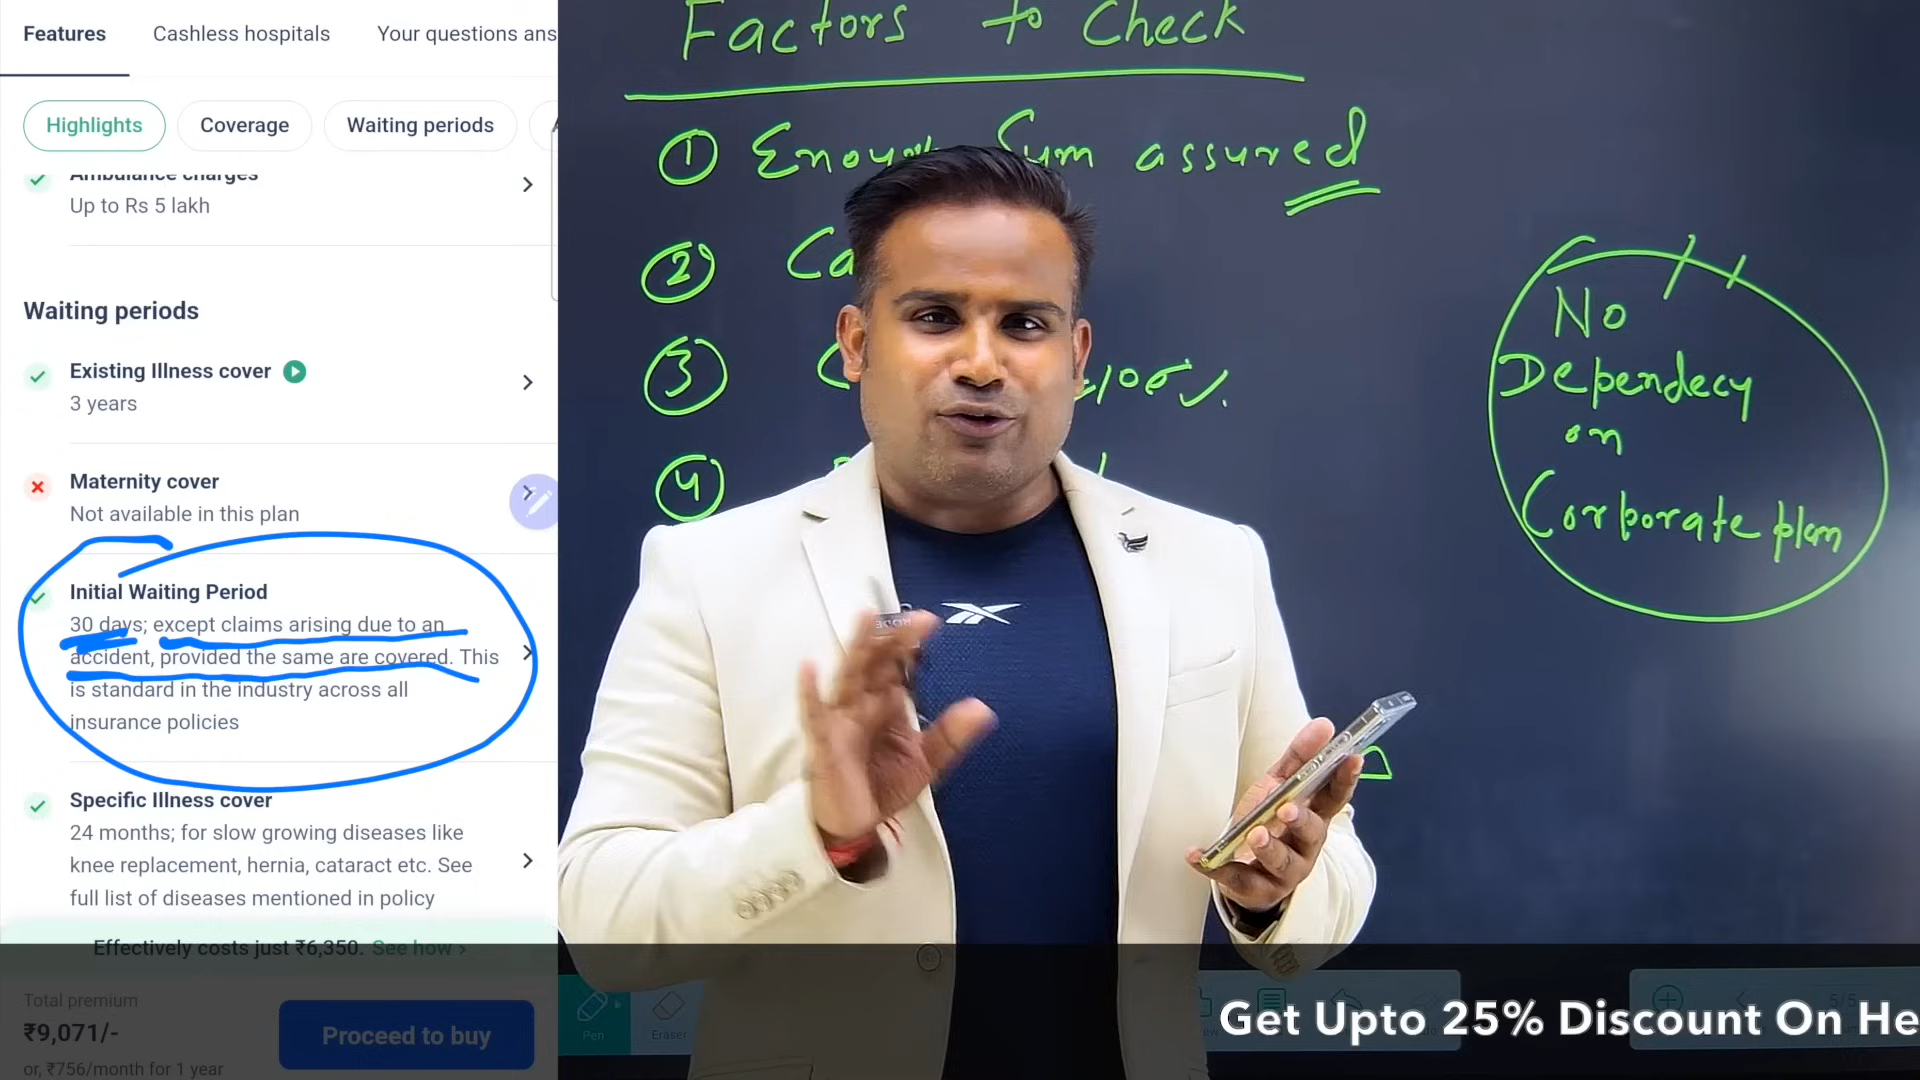 Features Cashless hospitals Your questions ans
Highlights Coverage Waiting periods
Ambulance charges
Up to Rs 5 lakh
Waiting periods
Existing Illness cover
3 years
Maternity cover
Not available in this plan
Initial Waiting Period
30 days; except claims arising due to an
accident, provided the same are covered. This
is standard in the industry across all
insurance policies
Specific Illness cover
24 months; for slow growing diseases like
knee replacement, hernia, cataract etc. See
full list of diseases mentioned in policy
Effectively costs just ₹6,350. See how >
Total premium
₹9,071/-
or, ₹756/month for 1 year
Proceed to buy
Factors to Check
1 Enough Sum assured
2
3
4
No
Dependecy
on
Corporate plan
Pen Eraser
5/5
Get Upto 25% Discount On He